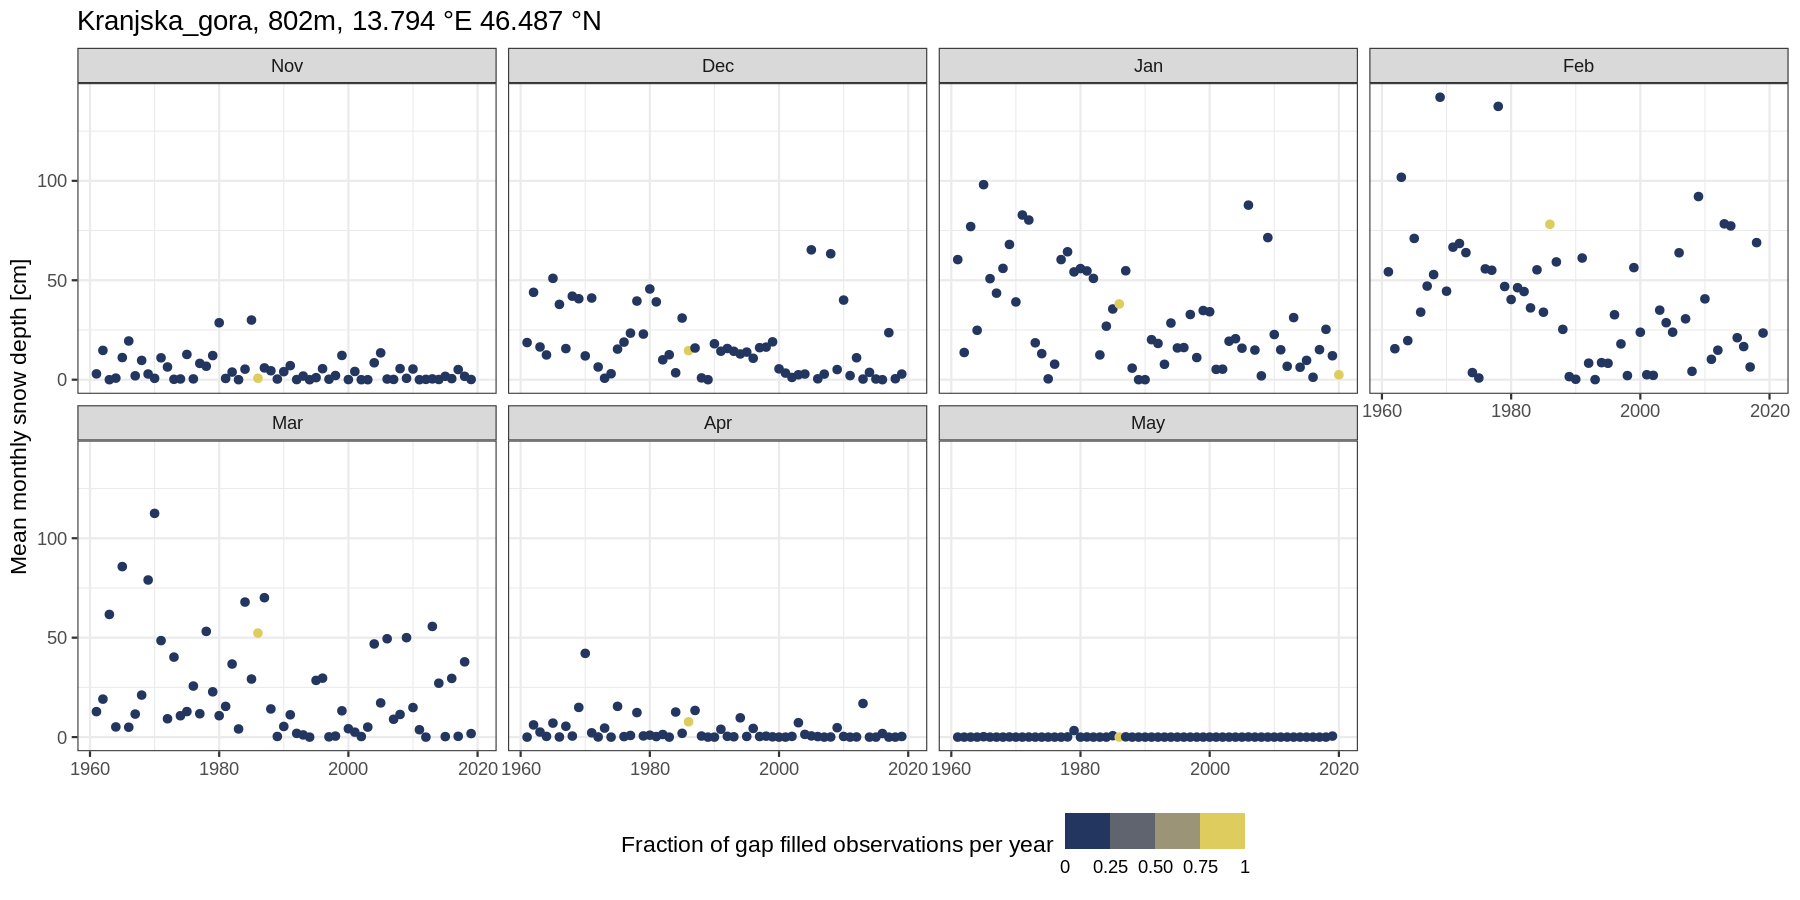 Kranjska_gora, 802m, 13.794 °E 46.487 °N
Nov
Dec
Jan
Feb
Mean monthly snow depth [cm]
100
50
0
1960 1980 2000 2020
Mar
Apr
May
100
50
0
1960 1980 2000 2020 1960 1980 2000 2020 1960 1980 2000 2020
Fraction of gap filled observations per year
0 0.25 0.50 0.75 1